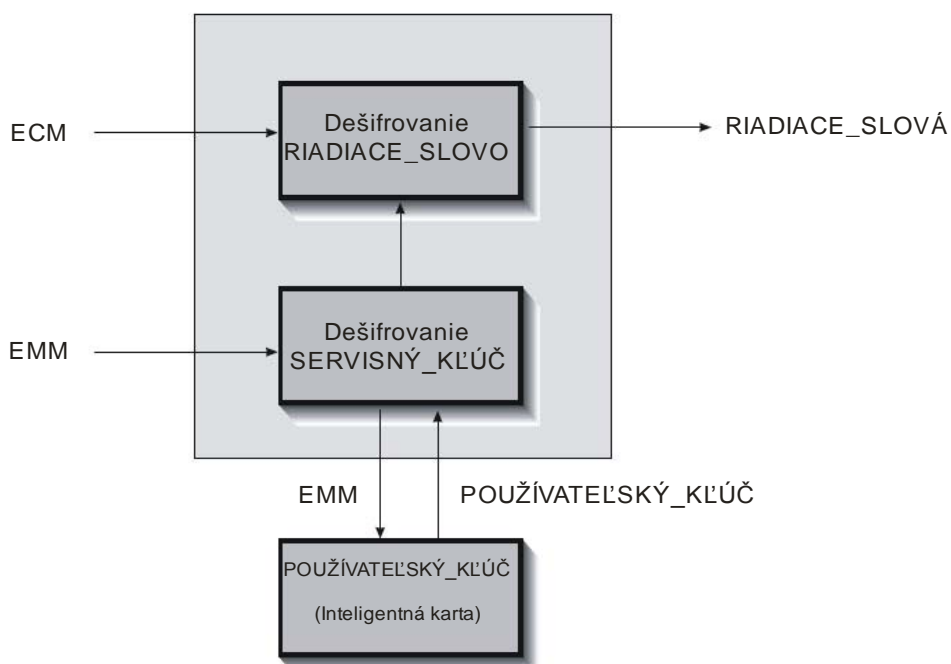 ECM
Dešifrovanie
RIADIACE_SLOVO
RIADIACE_SLOVÁ
EMM
Dešifrovanie
SERVISNÝ_KĽÚČ
EMM
POUŽÍVATEĽSKÝ_KĽÚČ
POUŽÍVATEĽSKÝ_KĽÚČ
(Inteligentná karta)